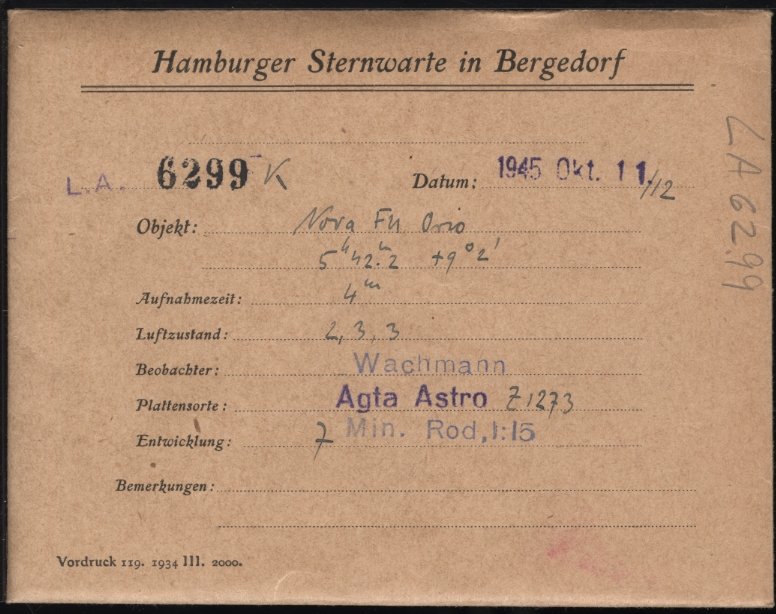 Hamburger Sternwarte in Bergedorf
L.A. 6299 K Datum: 1945 Okt. 11/12
Objekt: Nova FU Orio
5ʰ42.ᵐ2 +9°2'
Aufnahmezeit: 4ᵐ
Luftzustand: 2, 3, 3
Beobachter: Wachmann
Plattensorte: Agfa Astro Z1273
Entwicklung: 7 Min. Rod, 1:15
Bemerkungen:
Vordruck 119. 1934 III. 2000.
LA 6299